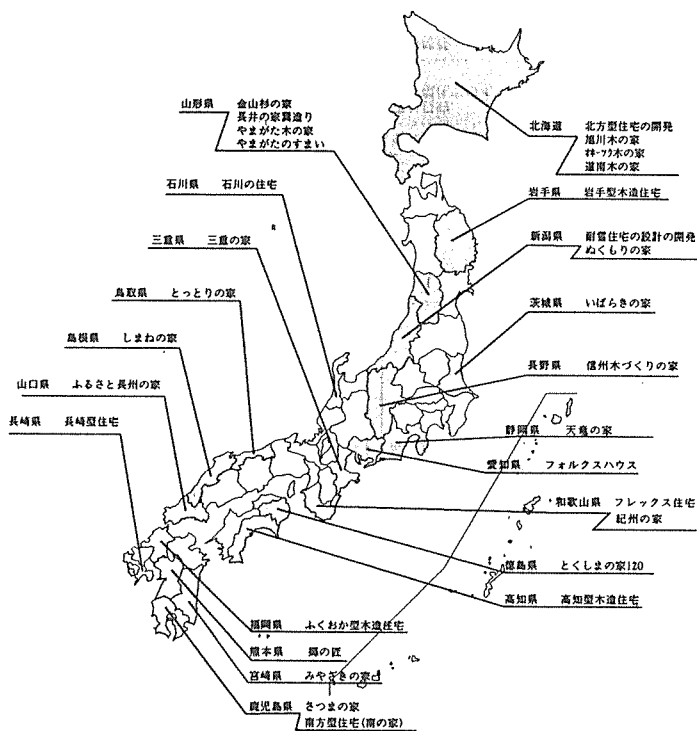 山形県 金山杉の家
長井の家異造り
やまがた木の家
やまがたのすまい
北海道 北方型住宅の開発
旭川木の家
オホーツク木の家
道南木の家
石川県 石川の住宅
岩手県 岩手型木造住宅
三重県 三重の家
新潟県 耐雪住宅の設計の開発
ぬくもりの家
鳥取県 とっとりの家
茨城県 いばらきの家
島根県 しまねの家
長野県 信州木づくりの家
山口県 ふるさと長州の家
長崎県 長崎型住宅
静岡県 天竜の家
愛知県 フォルクスハウス
和歌山県 フレックス住宅
紀州の家
徳島県 とくしまの家120
高知県 高知型木造住宅
福岡県 ふくおか型木造住宅
熊本県 郷の匠
宮崎県 みやざきの家
鹿児島県 さつまの家
南方型住宅(南の家)